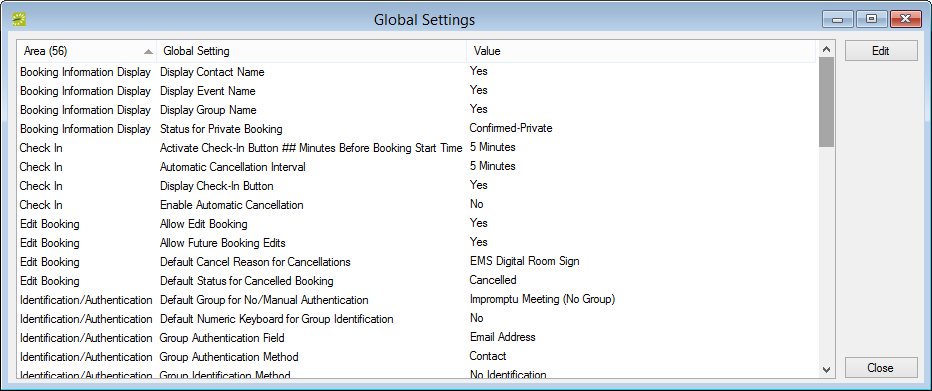 Global Settings
Area (56) Global Setting Value
Edit
Booking Information Display Display Contact Name Yes
Booking Information Display Display Event Name Yes
Booking Information Display Display Group Name Yes
Booking Information Display Status for Private Booking Confirmed-Private
Check In Activate Check-In Button ## Minutes Before Booking Start Time 5 Minutes
Check In Automatic Cancellation Interval 5 Minutes
Check In Display Check-In Button Yes
Check In Enable Automatic Cancellation No
Edit Booking Allow Edit Booking Yes
Edit Booking Allow Future Booking Edits Yes
Edit Booking Default Cancel Reason for Cancellations EMS Digital Room Sign
Edit Booking Default Status for Cancelled Booking Cancelled
Identification/Authentication Default Group for No/Manual Authentication Impromptu Meeting (No Group)
Identification/Authentication Default Numeric Keyboard for Group Identification No
Identification/Authentication Group Authentication Field Email Address
Identification/Authentication Group Authentication Method Contact
Identification/Authentication Group Identification Method No Identification
Close